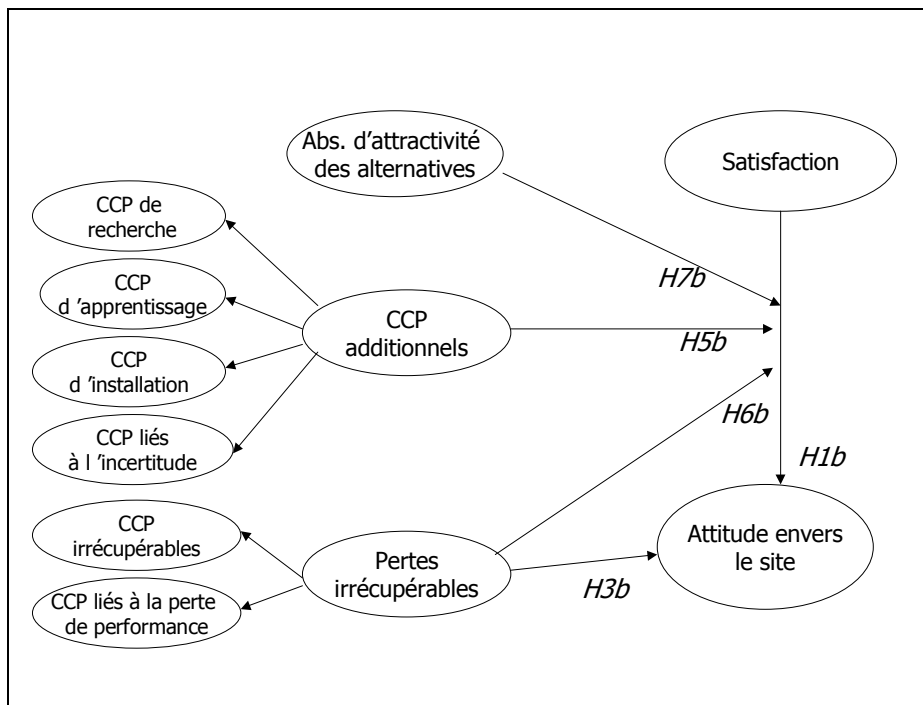 Abs. d'attractivité
des alternatives
Satisfaction
CCP de
recherche
CCP
d 'apprentissage
CCP
d 'installation
CCP liés
à l 'incertitude
CCP
additionnels
H7b
H5b
H6b
H1b
CCP
irrécupérables
CCP liés à la perte
de performance
Pertes
irrécupérables
H3b
Attitude envers
le site